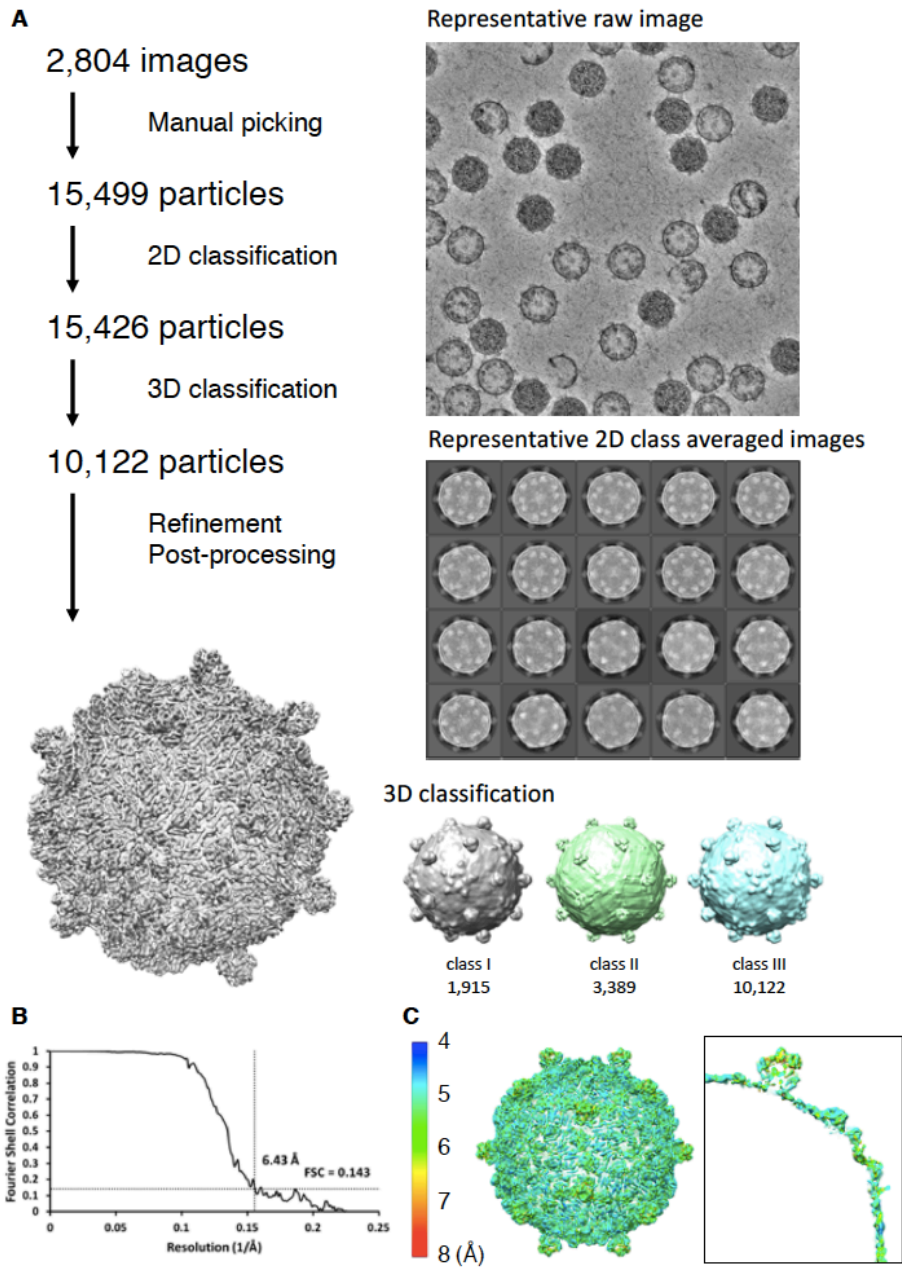 A
2,804 images
Manual picking
15,499 particles
2D classification
15,426 particles
3D classification
10,122 particles
Refinement
Post-processing
Representative raw image
Representative 2D class averaged images
3D classification
class I
1,915
class II
3,389
class III
10,122
B
Fourier Shell Correlation
1
0.9
0.8
0.7
0.6
0.5
0.4
0.3
0.2
0.1
0
6.43 Å
FSC = 0.143
0 0.05 0.1 0.15 0.2 0.25
Resolution (1/Å)
C
4
5
6
7
8 (Å)